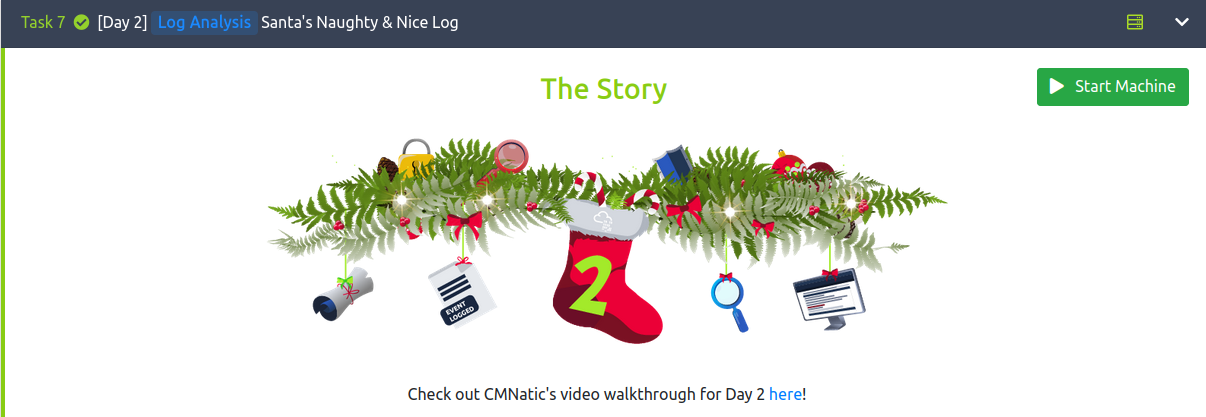 Task 7 [Day 2] Log Analysis Santa's Naughty & Nice Log
The Story
Start Machine
EVENT
LOGGED
2
Check out CMNatic's video walkthrough for Day 2 here!